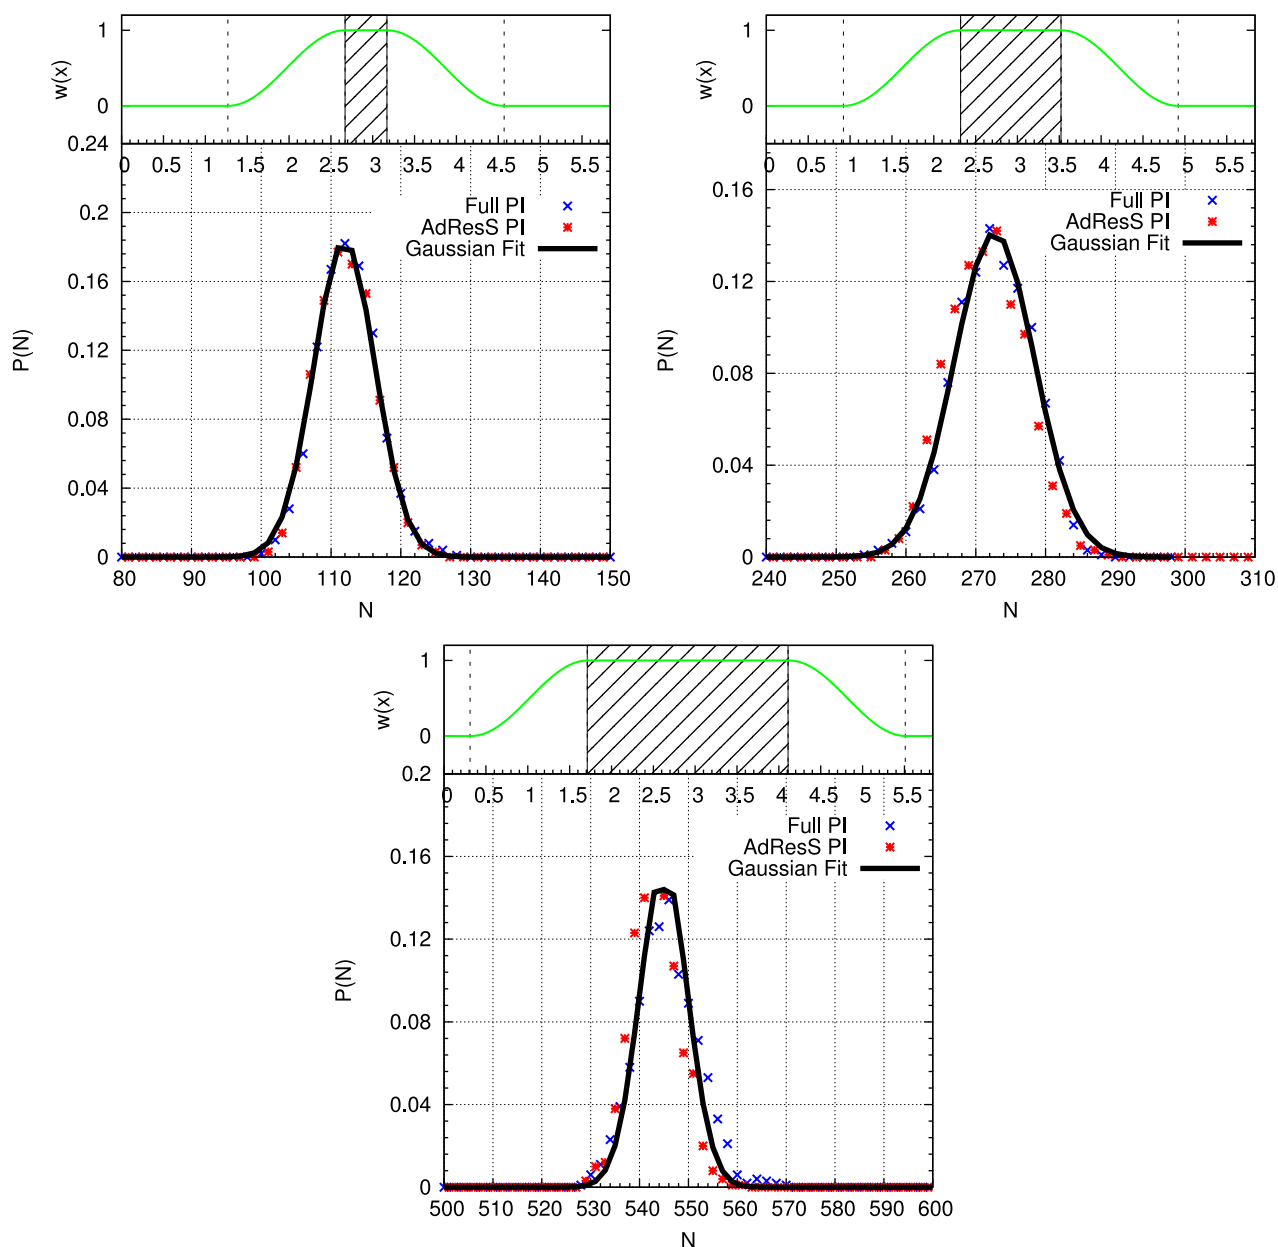 1
w(x)
0
0.24
0 0.5 1 1.5 2 2.5 3 3.5 4 4.5 5 5.5
Full PI
0.2
AdResS PI
Gaussian Fit
0.16
P(N)
0.12
0.08
0.04
0
80 90 100 110 120 130 140 150
N
1
w(x)
0
0 0.5 1 1.5 2 2.5 3 3.5 4 4.5 5 5.5
0.16
Full PI
AdResS PI
Gaussian Fit
0.12
P(N)
0.08
0.04
0
240 250 260 270 280 290 300 310
N
1
w(x)
0
0.2
0 0.5 1 1.5 2 2.5 3 3.5 4 4.5 5 5.5
Full PI
AdResS PI
0.16
Gaussian Fit
0.12
P(N)
0.08
0.04
0
500 510 520 530 540 550 560 570 580 590 600
N